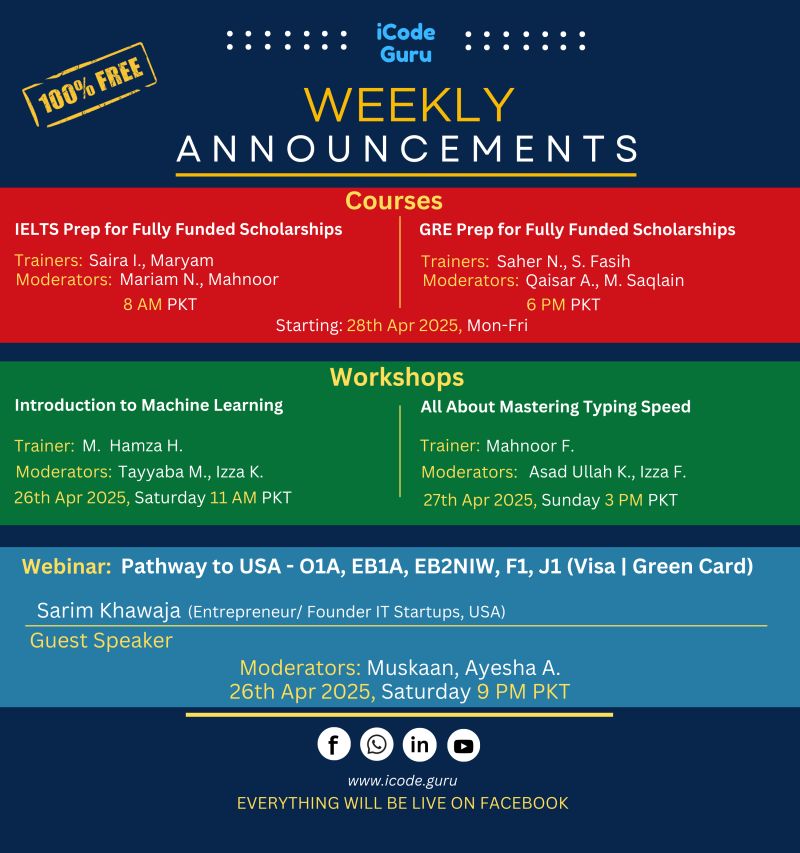 iCode
Guru
100% FREE
WEEKLY
ANNOUNCEMENTS
Courses
IELTS Prep for Fully Funded Scholarships
Trainers: Saira I., Maryam
Moderators: Mariam N., Mahnoor
8 AM PKT
GRE Prep for Fully Funded Scholarships
Trainers: Saher N., S. Fasih
Moderators: Qaisar A., M. Saqlain
6 PM PKT
Starting: 28th Apr 2025, Mon-Fri
Workshops
Introduction to Machine Learning
Trainer: M. Hamza H.
Moderators: Tayyaba M., Izza K.
26th Apr 2025, Saturday 11 AM PKT
All About Mastering Typing Speed
Trainer: Mahnoor F.
Moderators: Asad Ullah K., Izza F.
27th Apr 2025, Sunday 3 PM PKT
Webinar: Pathway to USA - O1A, EB1A, EB2NIW, F1, J1 (Visa | Green Card)
Sarim Khawaja (Entrepreneur/ Founder IT Startups, USA)
Guest Speaker
Moderators: Muskaan, Ayesha A.
26th Apr 2025, Saturday 9 PM PKT
www.icode.guru
EVERYTHING WILL BE LIVE ON FACEBOOK